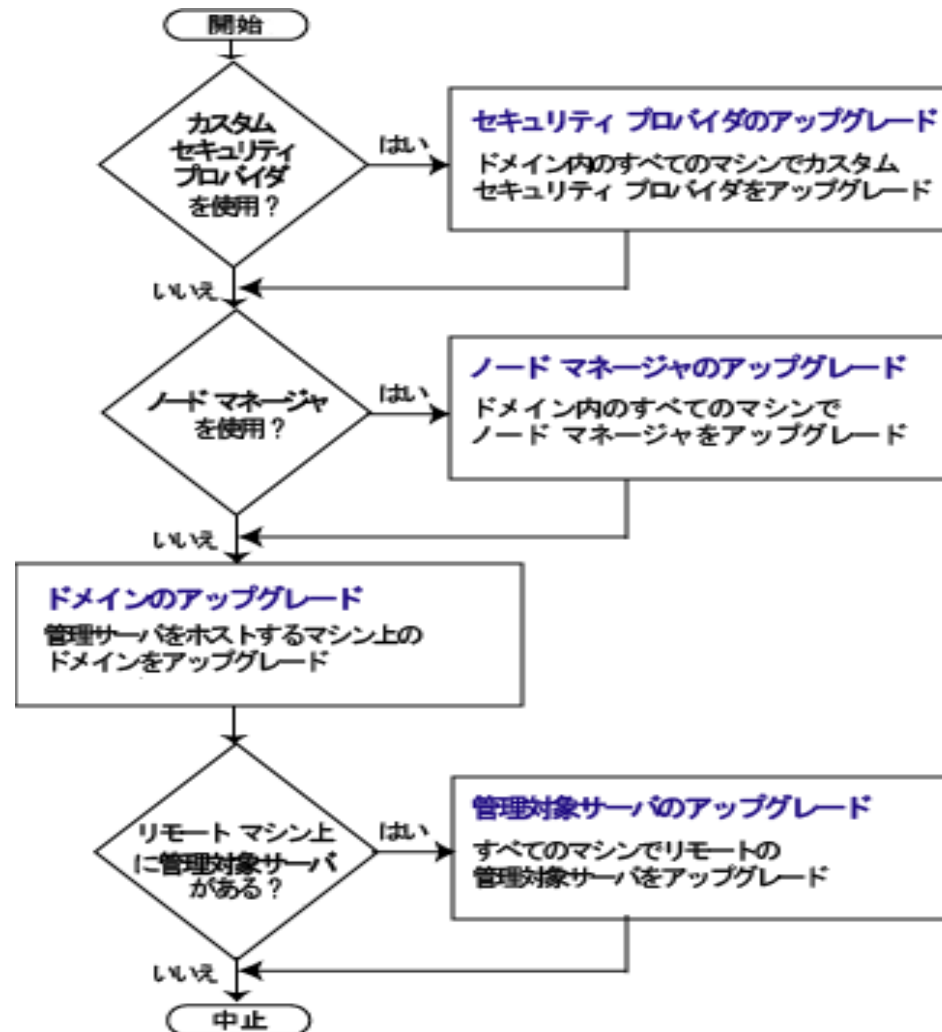 開始
カスタム
セキュリティ
プロバイダ
を使用？
はい
セキュリティ プロバイダのアップグレード
ドメイン内のすべてのマシンでカスタム
セキュリティ プロバイダをアップグレード
いいえ
ノード マネージャ
を使用？
はい
ノード マネージャのアップグレード
ドメイン内のすべてのマシンで
ノード マネージャをアップグレード
いいえ
ドメインのアップグレード
管理サーバをホストするマシン上の
ドメインをアップグレード
リモート マシン上
に管理対象サーバ
がある？
はい
管理対象サーバのアップグレード
すべてのマシンでリモートの
管理対象サーバをアップグレード
いいえ
中止